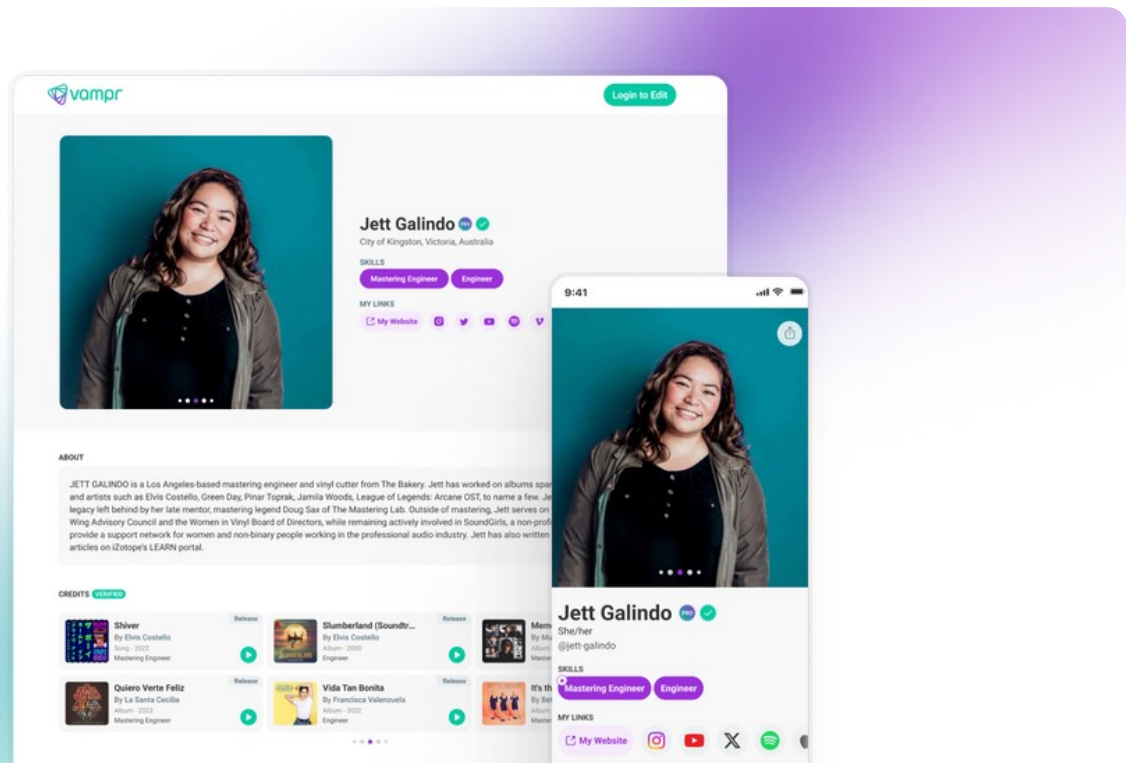 vampr
Login to Edit
Jett Galindo PRO
City of Kingston, Victoria, Australia
SKILLS
Mastering Engineer Engineer
MY LINKS
My Website
ABOUT
JETT GALINDO is a Los Angeles-based mastering engineer and vinyl cutter from The Bakery. Jett has worked on albums
and artists such as Elvis Costello, Green Day, Pinar Toprak, Jamila Woods, League of Legends: Arcane OST, to name a few.
legacy left behind by her late mentor, mastering legend Doug Sax of The Mastering Lab. Outside of mastering, Jett serves on
Wing Advisory Council and the Women in Vinyl Board of Directors, while remaining actively involved in SoundGirls, a
provide a support network for women and non-binary people working in the professional audio industry. Jett has also written
articles on iZotope's LEARN portal.
CREDITS VERIFIED
Shiver
Release
By Elvis Costello
Song - 2022
Mastering Engineer
Slumberland (Soundtr...
Release
By Elvis Costello
Album - 2000
Engineer
By
Album
Quiero Verte Feliz
Release
By La Santa Cecilia
Album - 2022
Mastering Engineer
Vida Tan Bonita
Release
By Francisca Valenzuela
Album - 2022
Engineer
It's
By
Album
9:41
Jett Galindo PRO
She/her
@jett-galindo
SKILLS
Mastering Engineer Engineer
MY LINKS
My Website